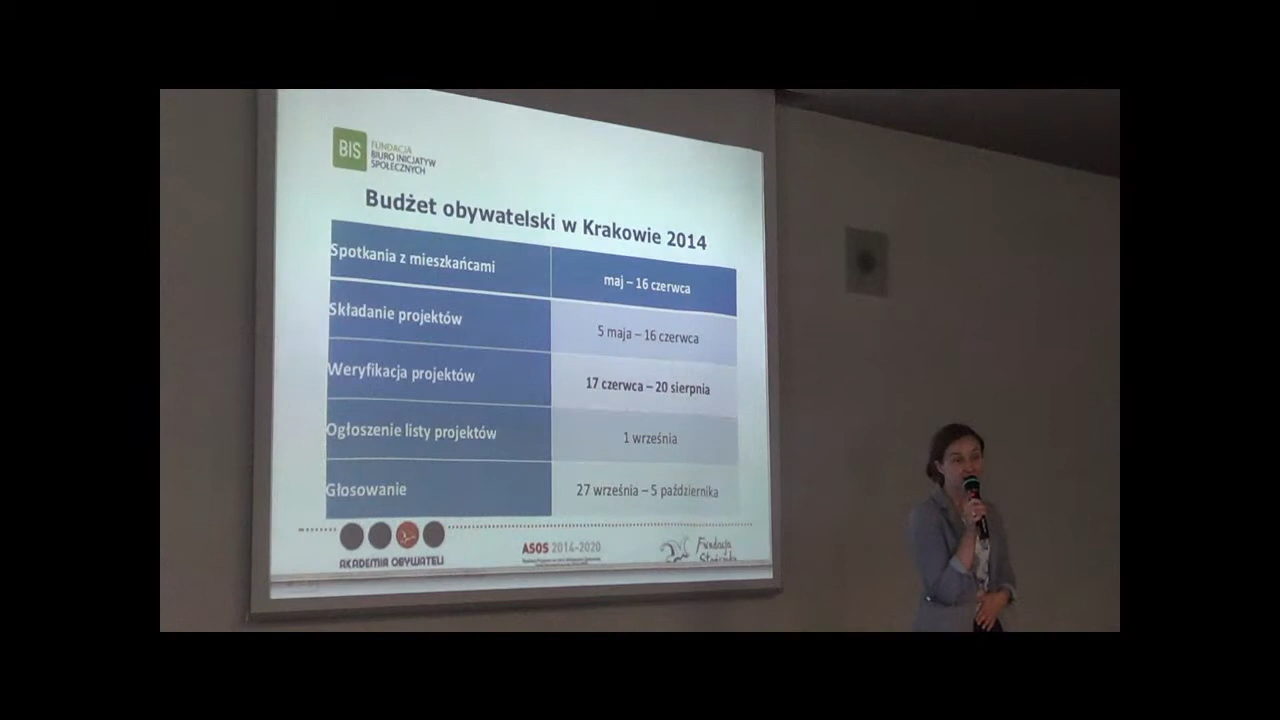 BIS
FUNDACJA
BIURO INICJATYW
SPOŁECZNYCH
Budżet obywatelski w Krakowie 2014
Spotkania z mieszkańcami maj – 16 czerwca
Składanie projektów 5 maja – 16 czerwca
Weryfikacja projektów 17 czerwca – 20 sierpnia
Ogłoszenie listy projektów 1 września
Głosowanie 27 września – 5 października
AKADEMIA OBYWATELI
ASOS 2014-2020
Fundacja